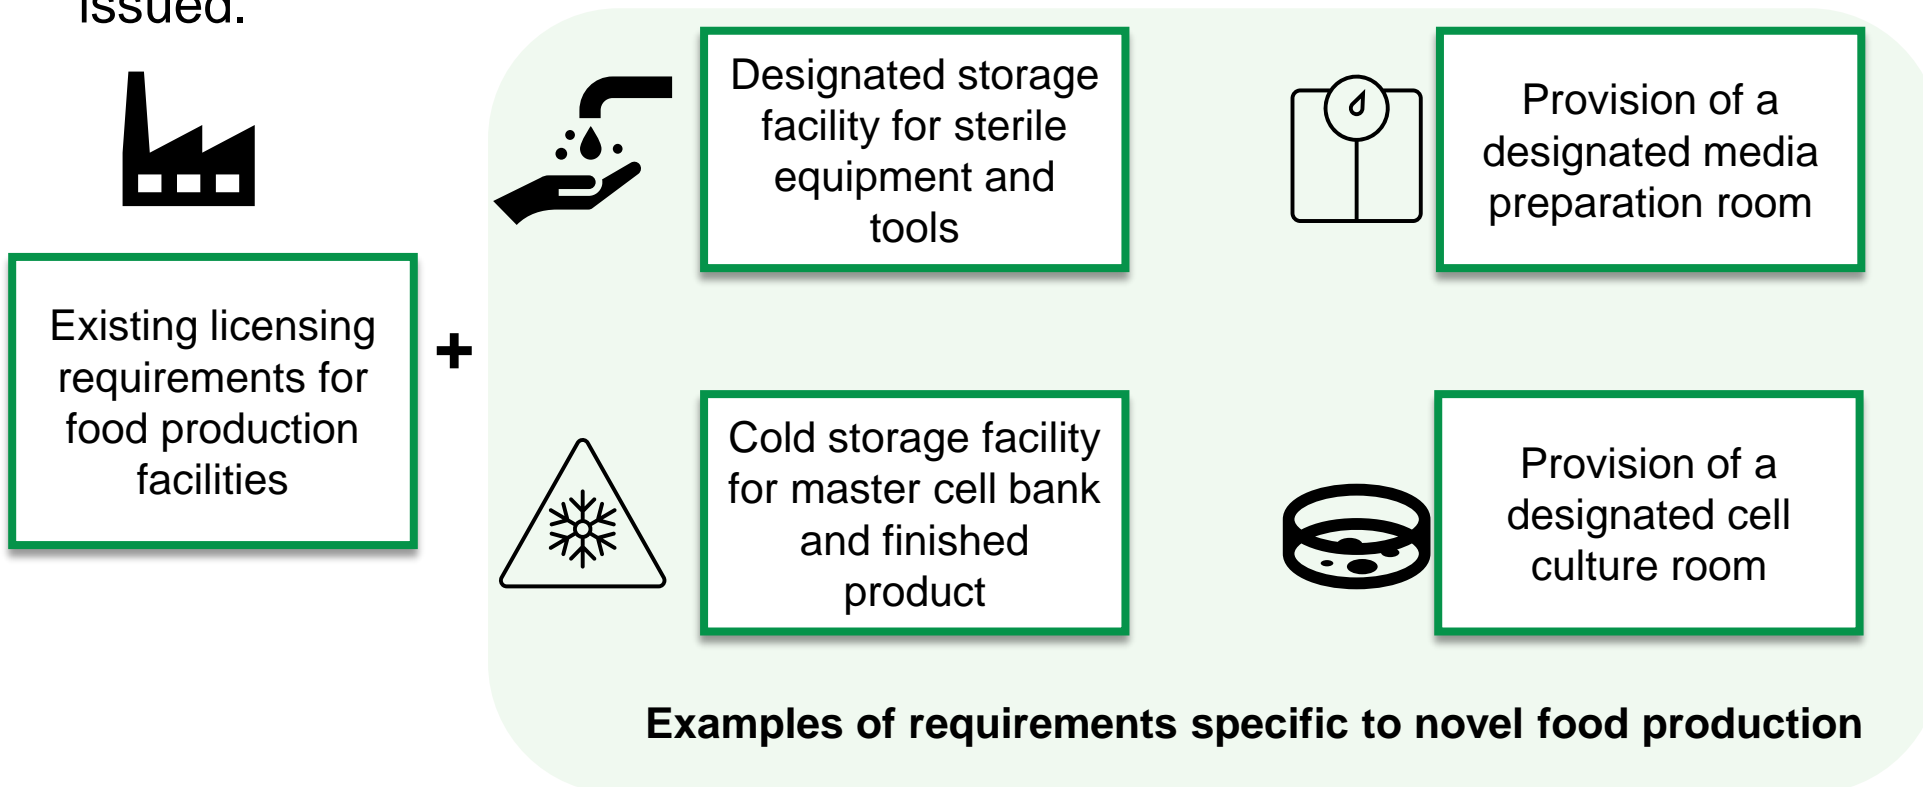 issued.
Existing licensing
requirements for
food production
facilities
+
Designated storage
facility for sterile
equipment and
tools
Provision of a
designated media
preparation room
Cold storage facility
for master cell bank
and finished
product
Provision of a
designated cell
culture room
Examples of requirements specific to novel food production